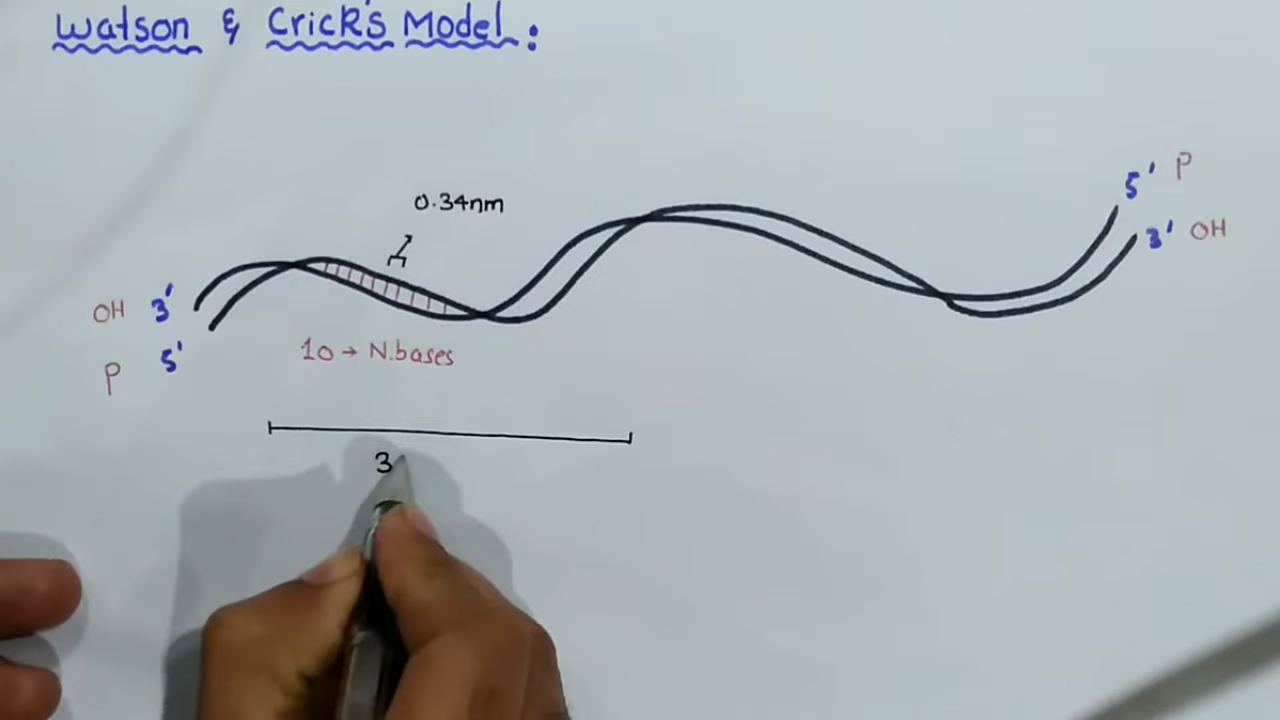 Watson & Crick's Model:
0.34nm
5' P
3' OH
OH 3'
P 5'
10 → N.bases
3